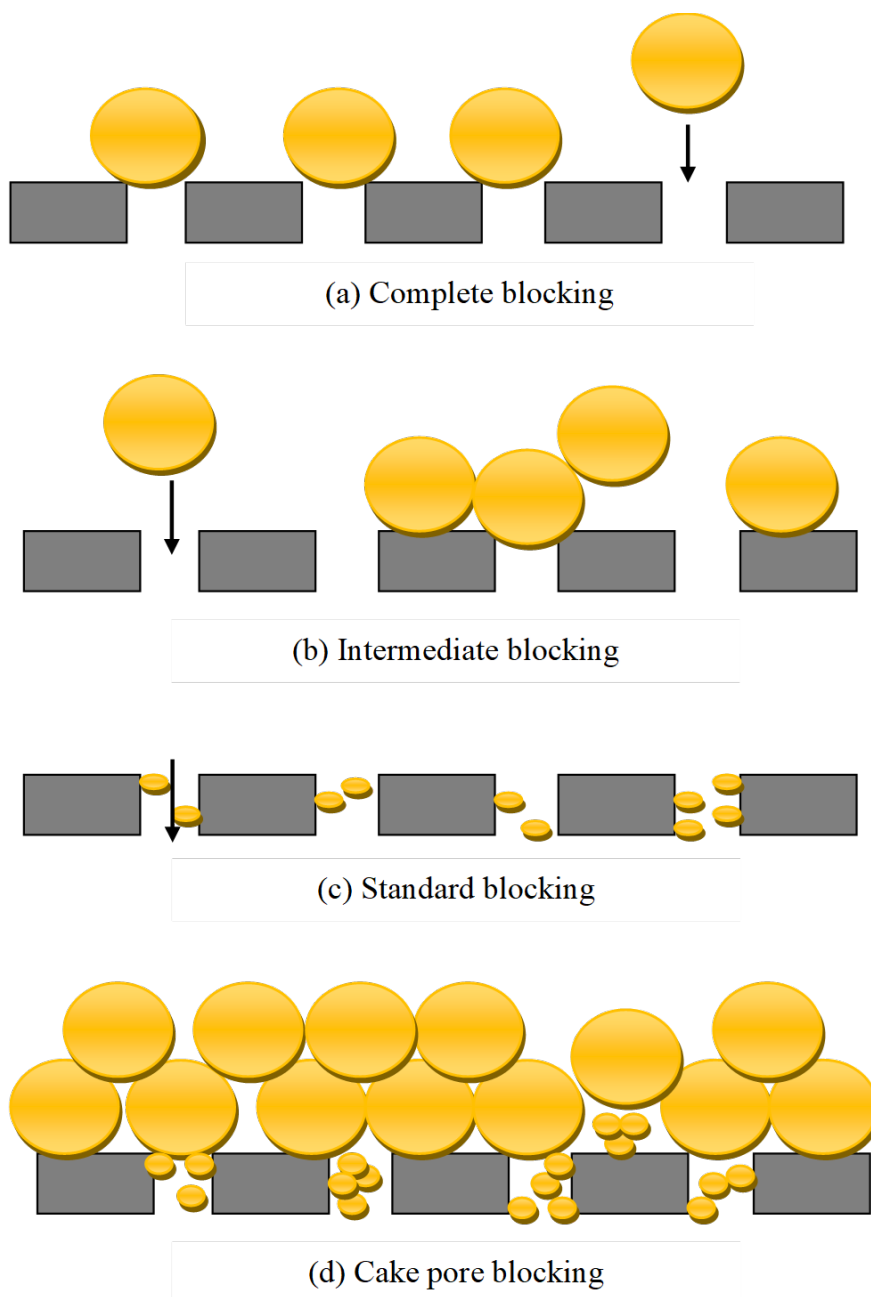 (a) Complete blocking
(b) Intermediate blocking
(c) Standard blocking
(d) Cake pore blocking